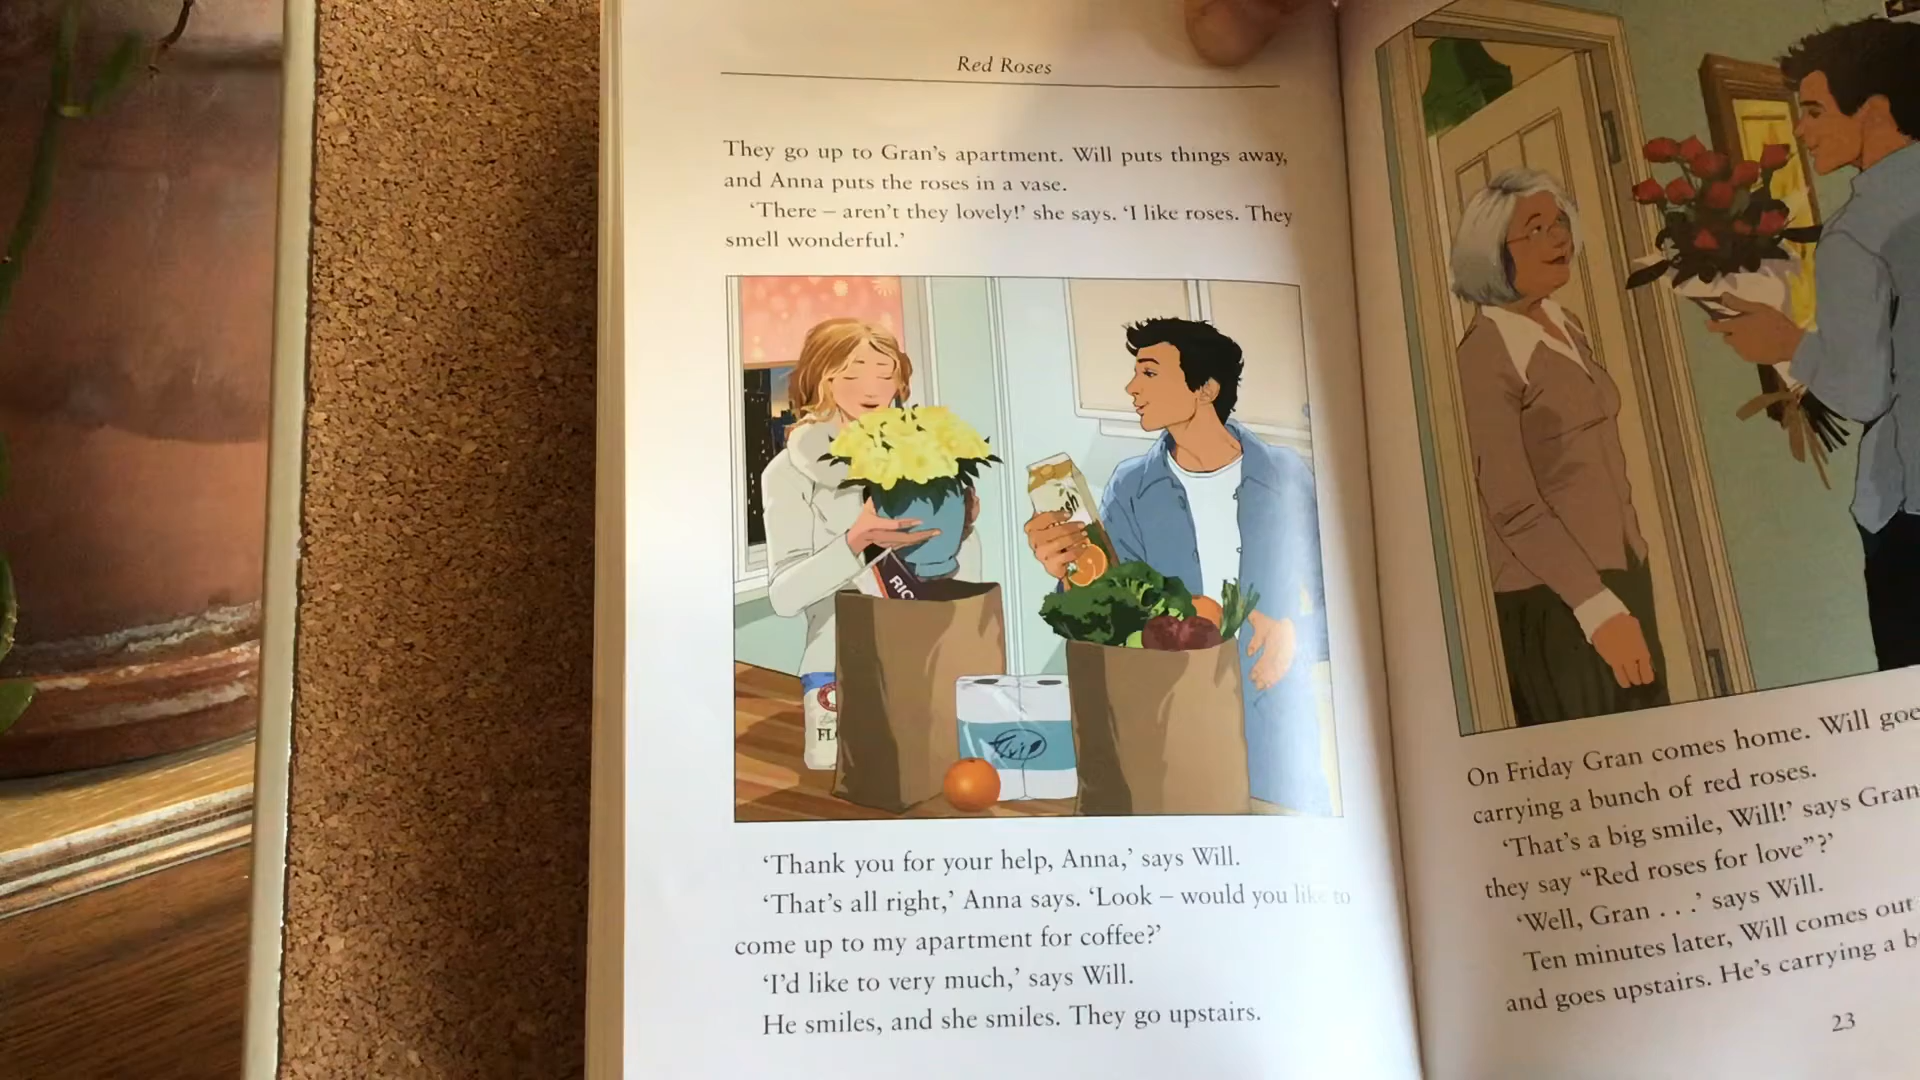 Red Roses
They go up to Gran's apartment. Will puts things away,
and Anna puts the roses in a vase.
‘There – aren't they lovely!’ she says. ‘I like roses. They
smell wonderful.’
RIC
FL
‘Thank you for your help, Anna,’ says Will.
‘That's all right,’ Anna says. ‘Look – would you like to
come up to my apartment for coffee?’
‘I'd like to very much,’ says Will.
He smiles, and she smiles. They go upstairs.
On Friday Gran comes home. Will goe
carrying a bunch of red roses.
‘That's a big smile, Will!’ says Gran
they say “Red roses for love”?’
‘Well, Gran . . .’ says Will.
Ten minutes later, Will comes out
and goes upstairs. He's carrying a b
23